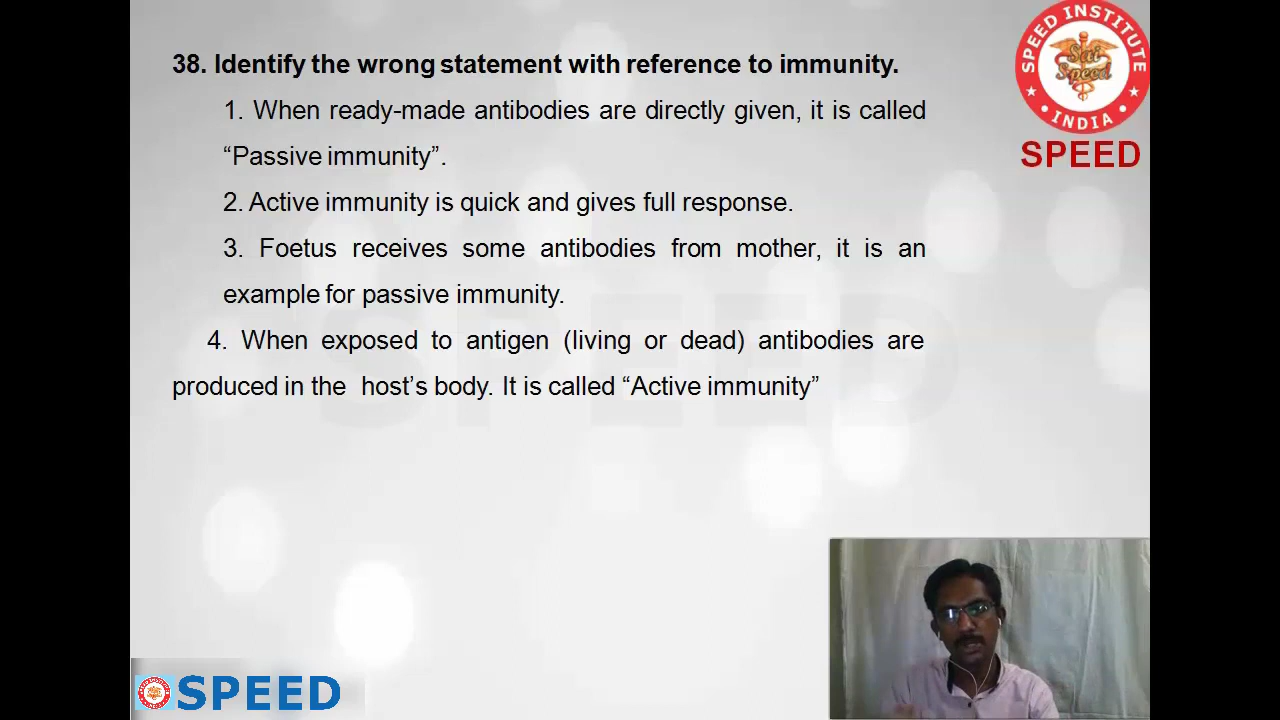 38. Identify the wrong statement with reference to immunity.
1. When ready-made antibodies are directly given, it is called
“Passive immunity”.
2. Active immunity is quick and gives full response.
3. Foetus receives some antibodies from mother, it is an
example for passive immunity.
4. When exposed to antigen (living or dead) antibodies are
produced in the host’s body. It is called “Active immunity”
SPEED INSTITUTE
Sai Speed
INDIA
SPEED
SPEED
SPEED